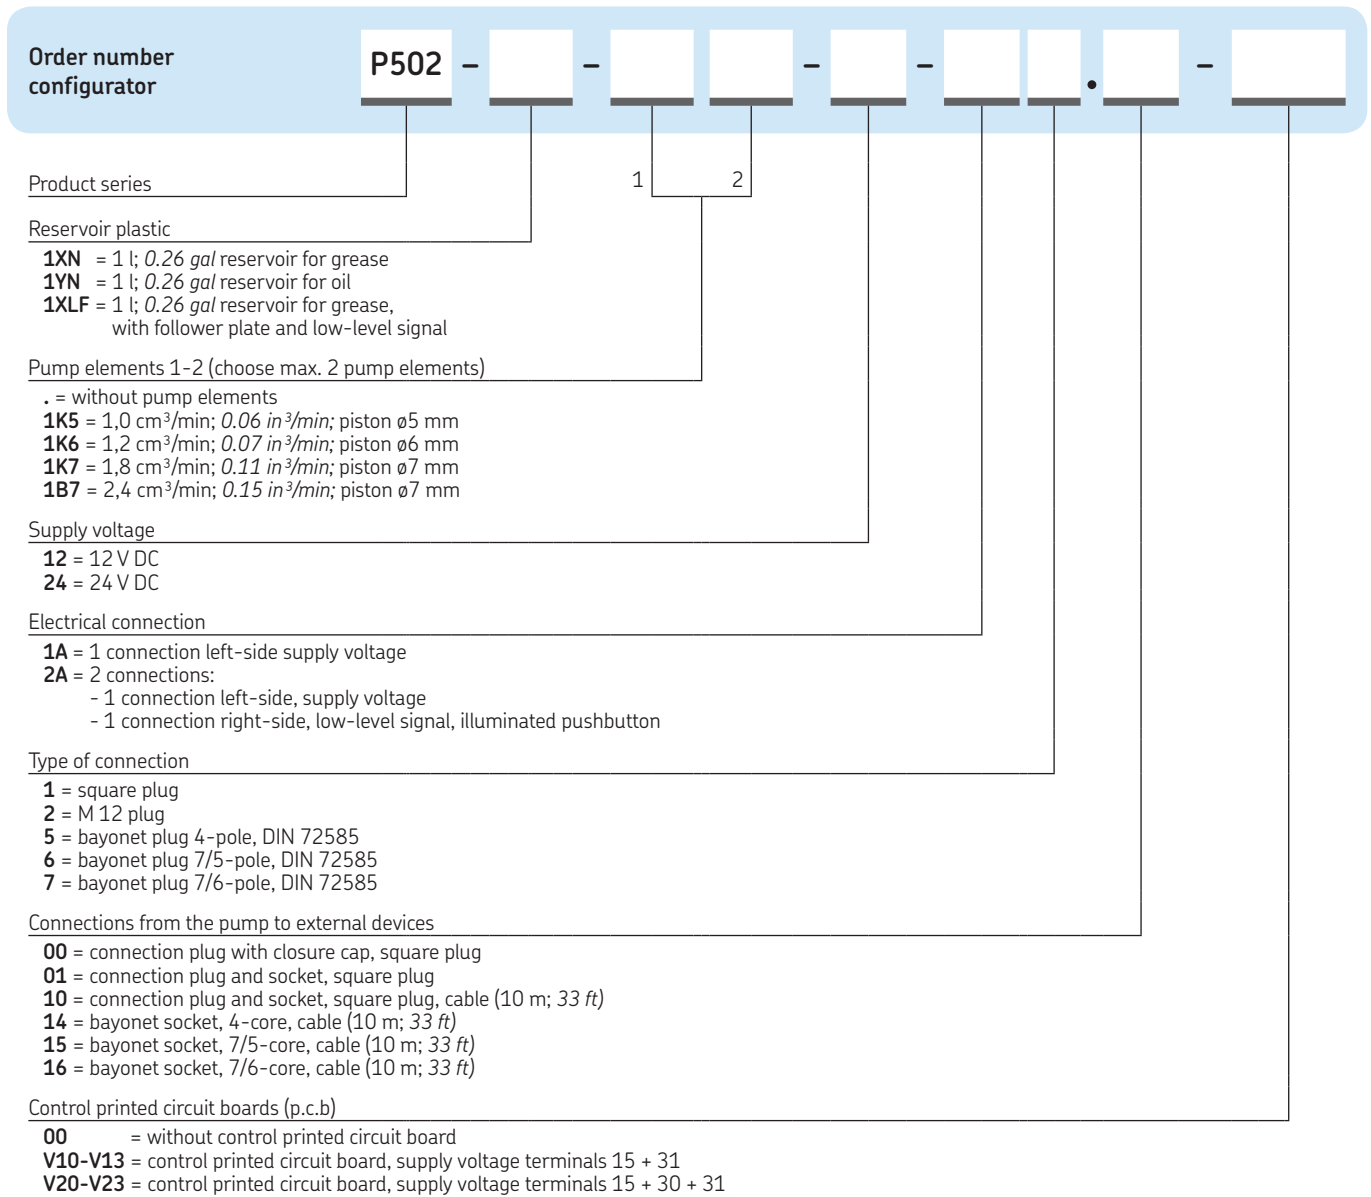 Order number
configurator
P502 – – – – . –
Product series
1 2
Reservoir plastic
1XN = 1 l; 0.26 gal reservoir for grease
1YN = 1 l; 0.26 gal reservoir for oil
1XLF = 1 l; 0.26 gal reservoir for grease,
with follower plate and low-level signal
Pump elements 1-2 (choose max. 2 pump elements)
. = without pump elements
1K5 = 1,0 cm³/min; 0.06 in³/min; piston ø5 mm
1K6 = 1,2 cm³/min; 0.07 in³/min; piston ø6 mm
1K7 = 1,8 cm³/min; 0.11 in³/min; piston ø7 mm
1B7 = 2,4 cm³/min; 0.15 in³/min; piston ø7 mm
Supply voltage
12 = 12 V DC
24 = 24 V DC
Electrical connection
1A = 1 connection left-side supply voltage
2A = 2 connections:
- 1 connection left-side, supply voltage
- 1 connection right-side, low-level signal, illuminated pushbutton
Type of connection
1 = square plug
2 = M 12 plug
5 = bayonet plug 4-pole, DIN 72585
6 = bayonet plug 7/5-pole, DIN 72585
7 = bayonet plug 7/6-pole, DIN 72585
Connections from the pump to external devices
00 = connection plug with closure cap, square plug
01 = connection plug and socket, square plug
10 = connection plug and socket, square plug, cable (10 m; 33 ft)
14 = bayonet socket, 4-core, cable (10 m; 33 ft)
15 = bayonet socket, 7/5-core, cable (10 m; 33 ft)
16 = bayonet socket, 7/6-core, cable (10 m; 33 ft)
Control printed circuit boards (p.c.b)
00 = without control printed circuit board
V10-V13 = control printed circuit board, supply voltage terminals 15 + 31
V20-V23 = control printed circuit board, supply voltage terminals 15 + 30 + 31